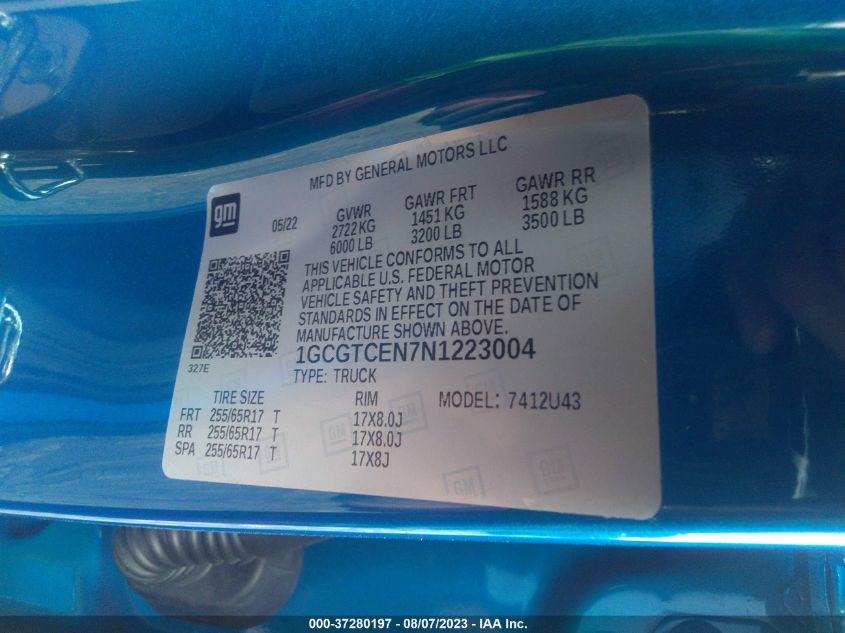 MFD BY GENERAL MOTORS LLC
gm
05/22
GVWR GAWR FRT GAWR RR
2722KG 1451 KG 1588 KG
6000 LB 3200 LB 3500 LB
THIS VEHICLE CONFORMS TO ALL
APPLICABLE U.S. FEDERAL MOTOR
VEHICLE SAFETY AND THEFT PREVENTION
STANDARDS IN EFFECT ON THE DATE OF
MANUFACTURE SHOWN ABOVE.
327E
1GCGTCEN7N1223004
TYPE: TRUCK
TIRE SIZE RIM MODEL: 7412U43
FRT 255/65R17 T 17X8.0J
RR 255/65R17 T 17X8.0J
SPA 255/65R17 T 17X8J
GM
GM
000-37280197 - 08/07/2023 - IAA Inc.